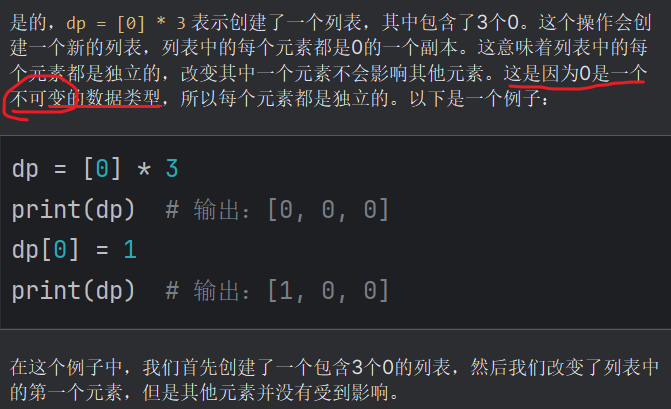 是的，dp = [0] * 3 表示创建了一个列表，其中包含了3个0。这个操作会创
建一个新的列表，列表中的每个元素都是0的一个副本。这意味着列表中的每
个元素都是独立的，改变其中一个元素不会影响其他元素。这是因为0是一个
不可变的数据类型，所以每个元素都是独立的。以下是一个例子：
dp = [0] * 3
print(dp)  # 输出：[0, 0, 0]
dp[0] = 1
print(dp)  # 输出：[1, 0, 0]
在这个例子中，我们首先创建了一个包含3个0的列表，然后我们改变了列表中
的第一个元素，但是其他元素并没有受到影响。